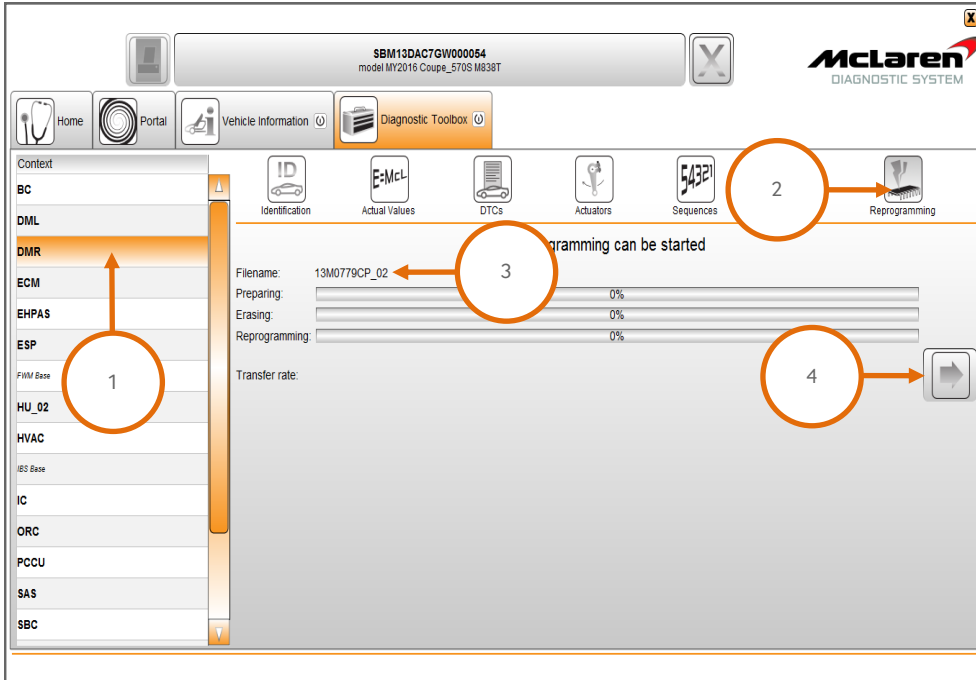 X
SBM13DAC7GW000054
model MY2016 Coupe_570S M838T
X
McLaren
DIAGNOSTIC SYSTEM
Home
Portal
Vehicle Information
Diagnostic Toolbox
Context
BC
DML
DMR
ECM
EHPAS
ESP
FWM Base
HU_02
HVAC
IBS Base
IC
ORC
PCCU
SAS
SBC
ID
E=McL
54321
Identification
Actual Values
DTCs
Actuators
Sequences
2
Reprogramming
gramming can be started
Filename: 13M0779CP_02
3
Preparing: 0%
Erasing: 0%
Reprogramming: 0%
Transfer rate:
1
4